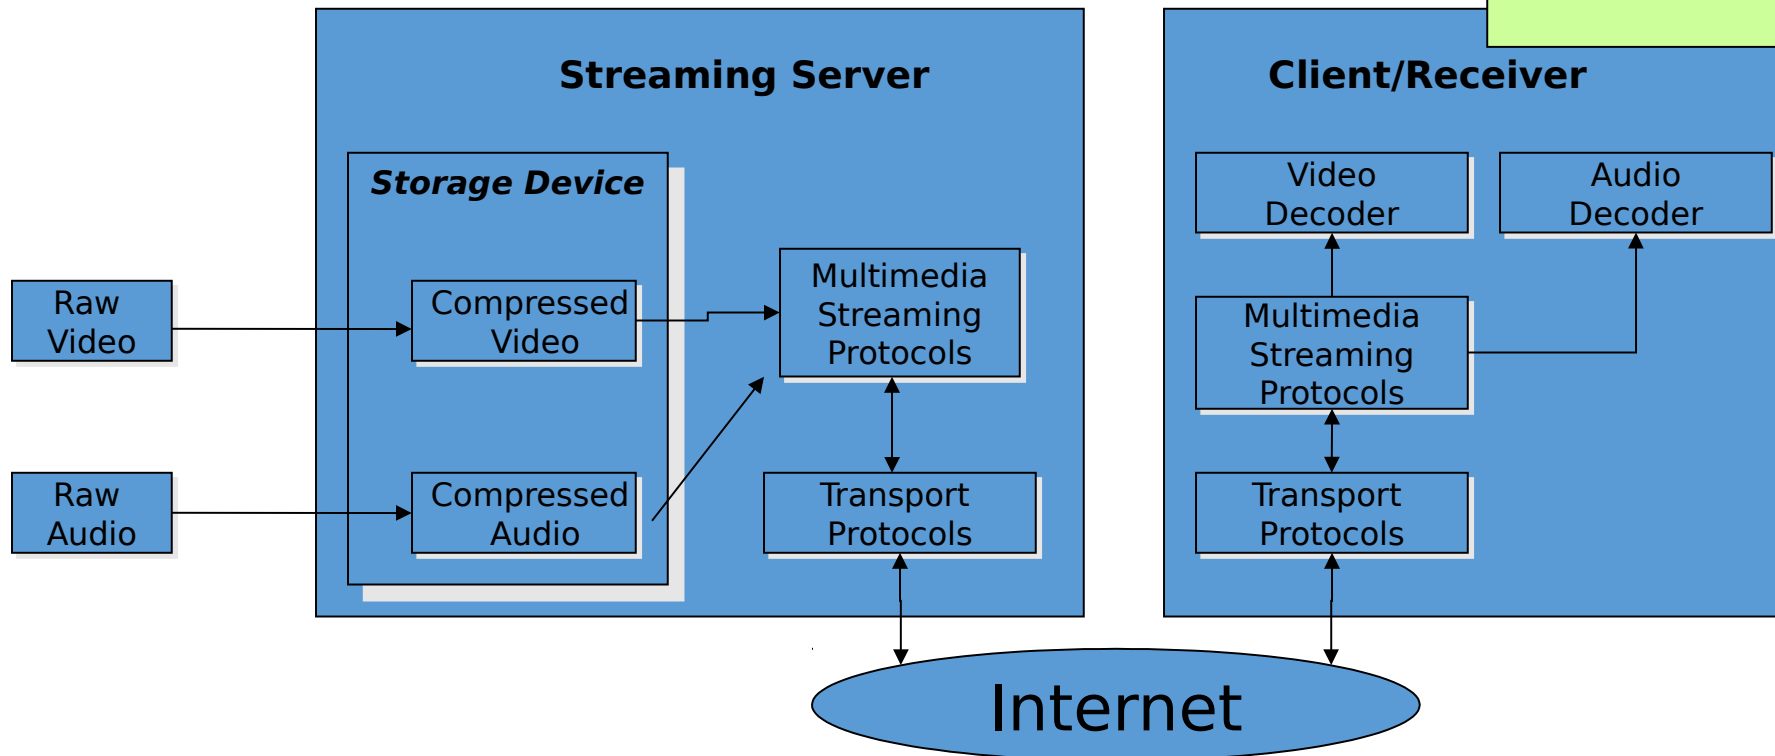 Streaming Server
Client/Receiver
Storage Device
Video
Decoder
Audio
Decoder
Raw
Video
Compressed
Video
Multimedia
Streaming
Protocols
Multimedia
Streaming
Protocols
Raw
Audio
Compressed
Audio
Transport
Protocols
Transport
Protocols
Internet